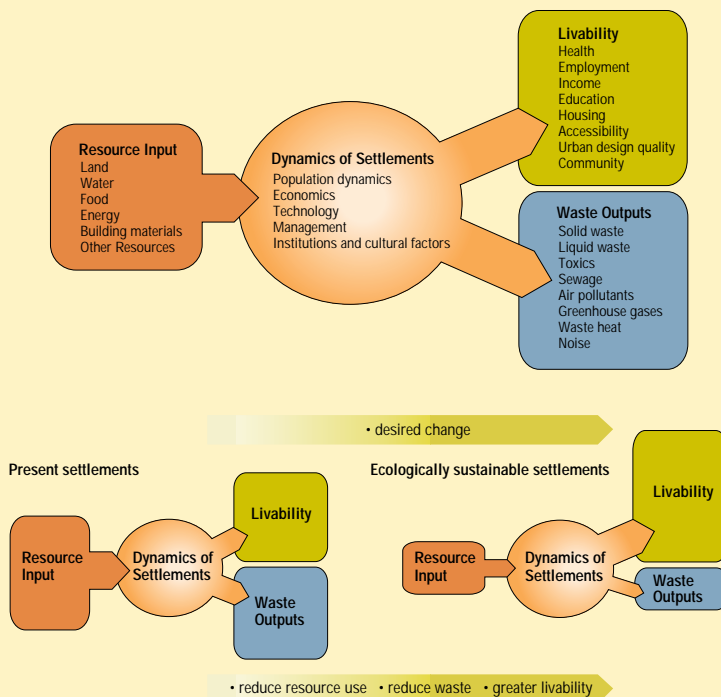 Resource Input
Land
Water
Food
Energy
Building materials
Other Resources
Dynamics of Settlements
Population dynamics
Economics
Technology
Management
Institutions and cultural factors
Livability
Health
Employment
Income
Education
Housing
Accessibility
Urban design quality
Community
Waste Outputs
Solid waste
Liquid waste
Toxics
Sewage
Air pollutants
Greenhouse gases
Waste heat
Noise
• desired change
Present settlements
Resource
Input
Dynamics of
Settlements
Livability
Waste
Outputs
Ecologically sustainable settlements
Resource
Input
Dynamics of
Settlements
Livability
Waste
Outputs
• reduce resource use • reduce waste • greater livability